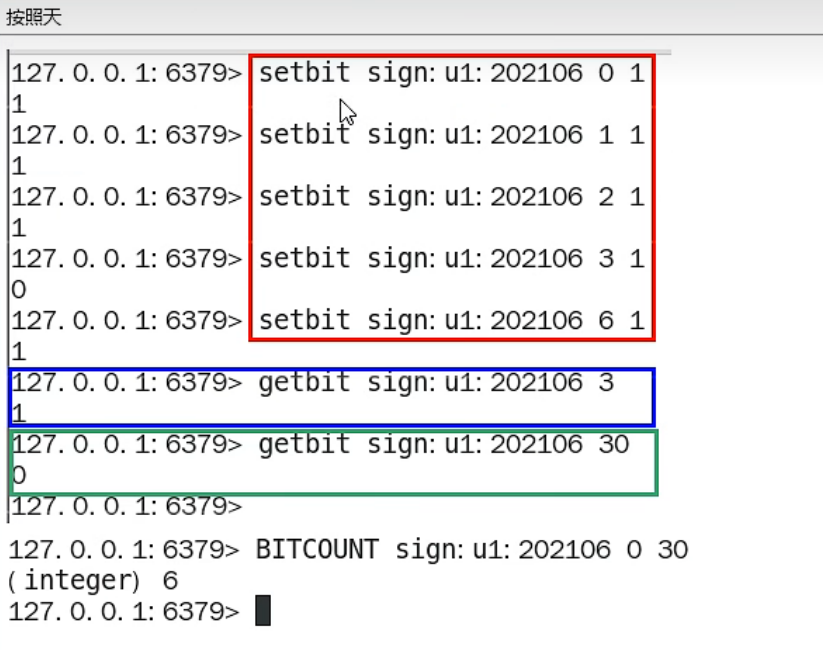 按照天
127.0.0.1:6379> setbit sign:u1:202106 0 1
1
127.0.0.1:6379> setbit sign:u1:202106 1 1
1
127.0.0.1:6379> setbit sign:u1:202106 2 1
1
127.0.0.1:6379> setbit sign:u1:202106 3 1
0
127.0.0.1:6379> setbit sign:u1:202106 6 1
1
127.0.0.1:6379> getbit sign:u1:202106 3
1
127.0.0.1:6379> getbit sign:u1:202106 30
0
127.0.0.1:6379>
127.0.0.1:6379> BITCOUNT sign:u1:202106 0 30
(integer) 6
127.0.0.1:6379>